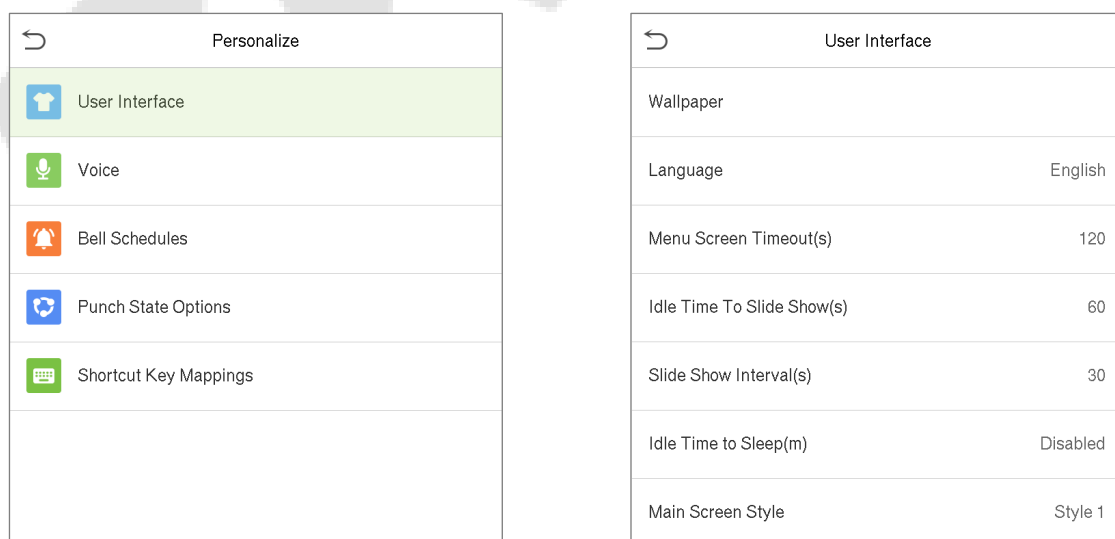 Personalize
User Interface
Voice
Bell Schedules
Punch State Options
Shortcut Key Mappings
User Interface
Wallpaper
Language English
Menu Screen Timeout(s) 120
Idle Time To Slide Show(s) 60
Slide Show Interval(s) 30
Idle Time to Sleep(m) Disabled
Main Screen Style Style 1